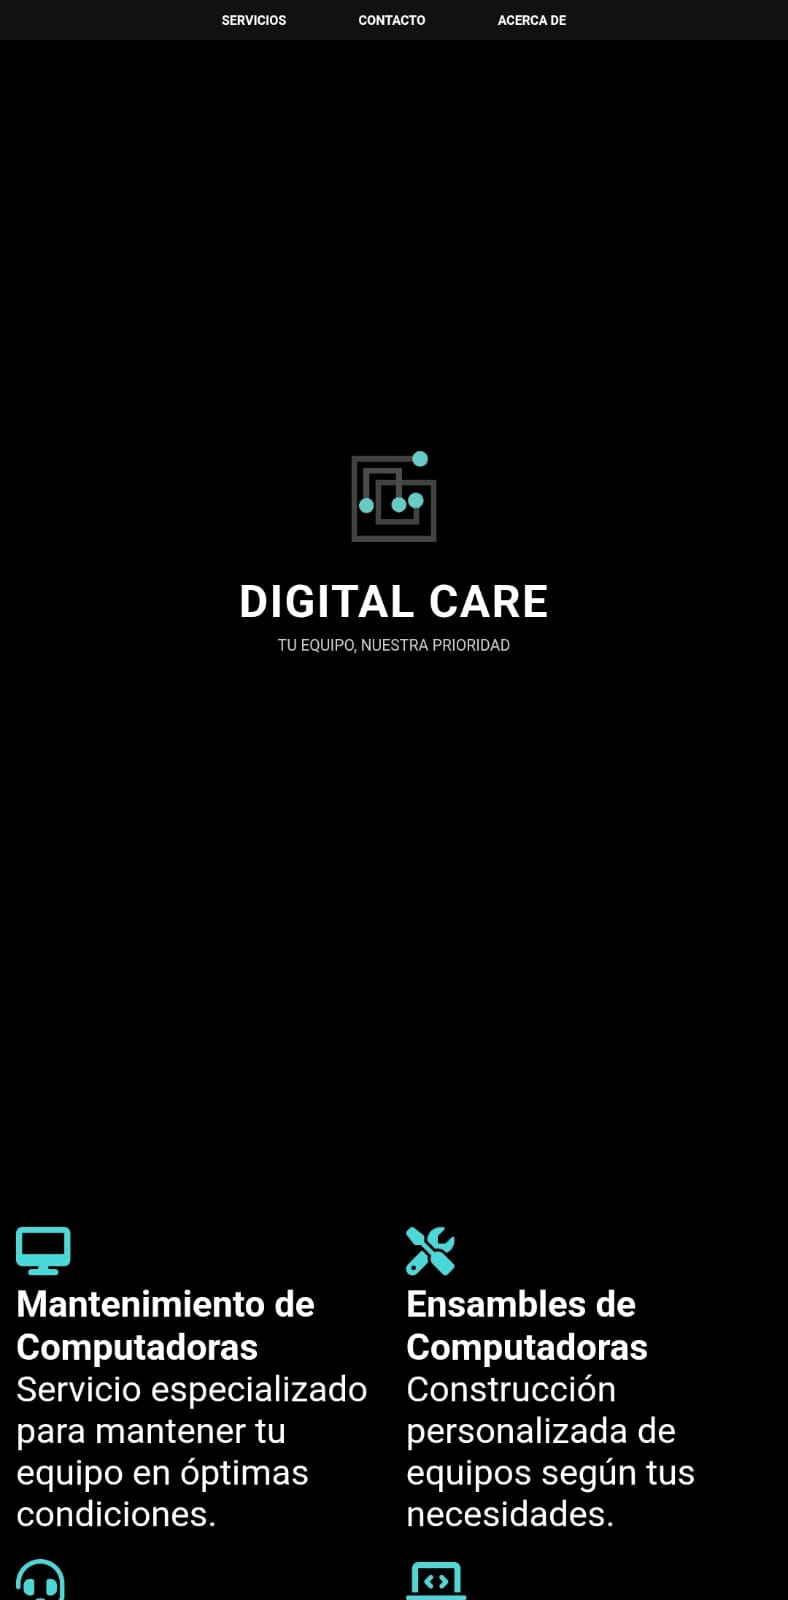 SERVICIOS CONTACTO ACERCA DE
DIGITAL CARE
TU EQUIPO, NUESTRA PRIORIDAD
Mantenimiento de
Computadoras
Servicio especializado
para mantener tu
equipo en óptimas
condiciones.
Ensambles de
Computadoras
Construcción
personalizada de
equipos según tus
necesidades.